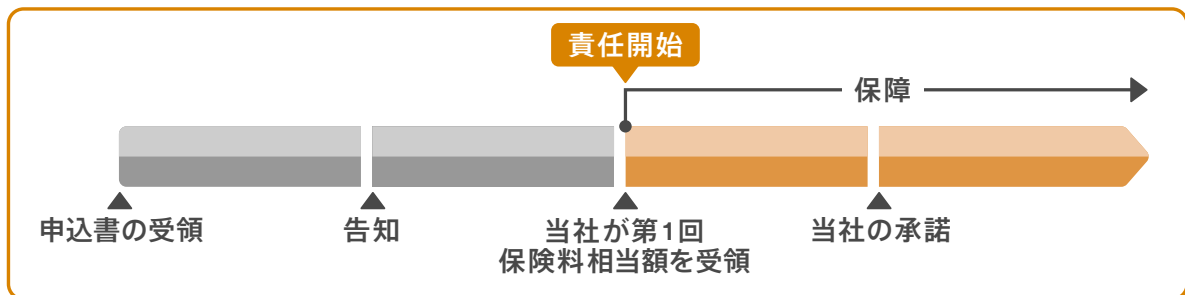 責任開始
保障
申込書の受領
告知
当社が第1回
保険料相当額を受領
当社の承諾